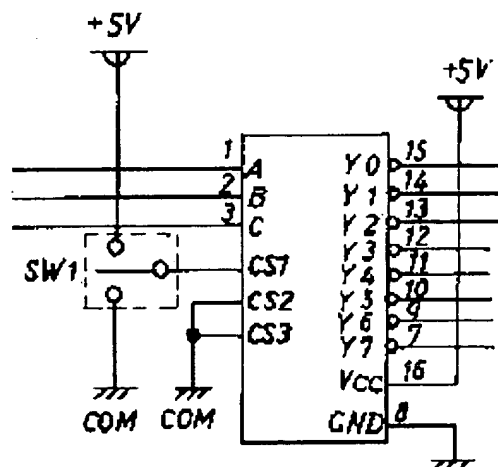 +5V
+5V
1 A Y0 15
2 B Y1 14
3 C Y2 13
Y3 12
SW1 CS1 Y4 11
CS2 Y5 10
CS3 Y6 9
Y7 7
VCC 16
COM COM GND 8